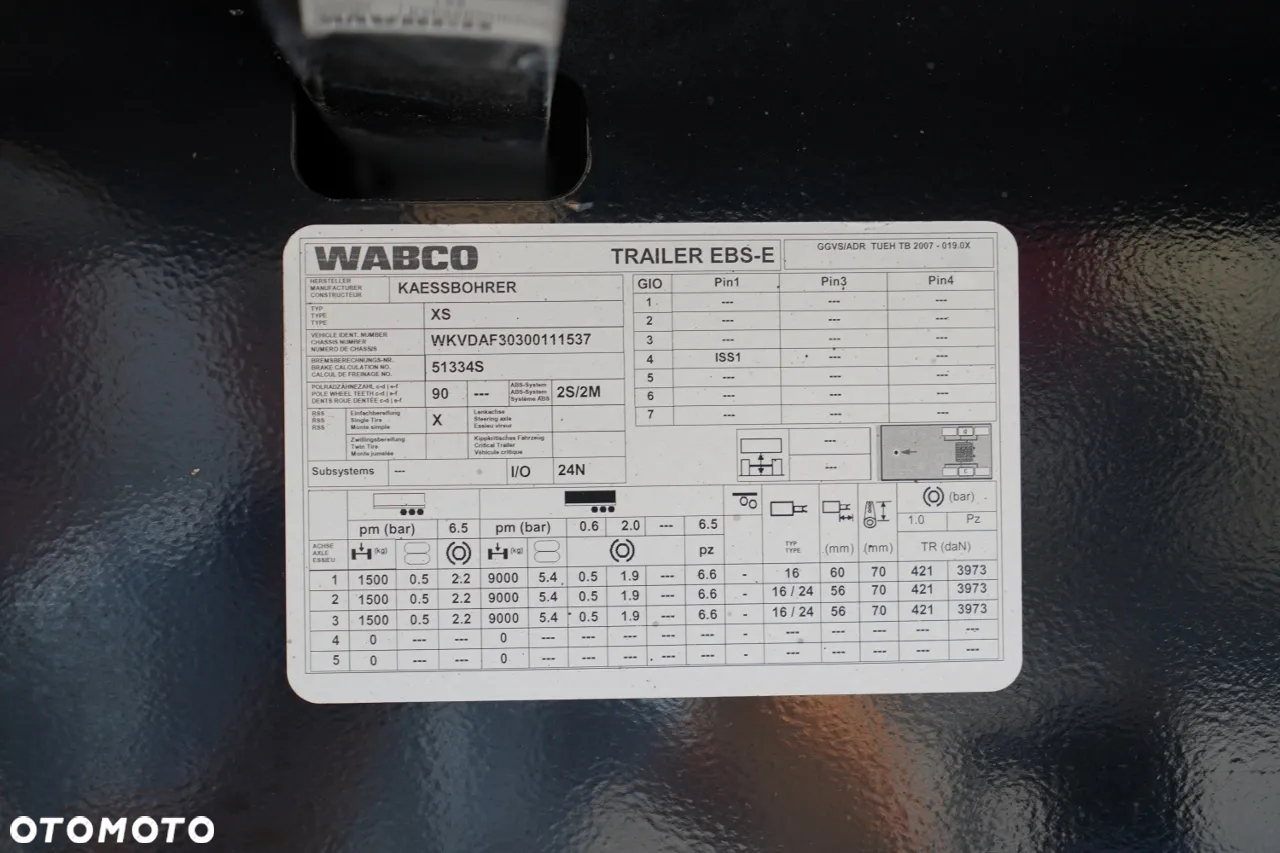 WABCO TRAILER EBS-E GGVS/ADR TUEH TB 2007 - 019.0X
HERSTELLER
MANUFACTURER
CONSTRUCTEUR
KAESSBOHRER
TYP
TYPE
TYPE
XS
VEHICLE IDENT. NUMBER
CHASSIS NUMBER
NUMERO DE CHASSIS
WKVDAF30300111537
BREMSBERECHNUNGS-NR.
BRAKE CALCULATION NO.
CALCUL DE FREINAGE NO.
51334S
POLRADZÄHNEZAHL c-d | e-f
POLE WHEEL TEETH c-d | e-f
DENTS ROUE DENTÉE c-d | e-f
90 ---
ABS-System
ABS-System
Système ABS
2S/2M
RSS
RSS
RSS
Einfachbereifung
Single Tire
Monte simple
X
Lenkachse
Steering axle
Essieu vireur
Zwillingsbereifung
Twin Tire
Monte jumelée
Kippkritisches Fahrzeug
Critical Trailer
Véhicule critique
Subsystems --- I/O 24N
GIO Pin1 Pin3 Pin4
1 --- --- ---
2 --- --- ---
3 --- --- ---
4 ISS1 --- ---
5 --- --- ---
6 --- --- ---
7 --- --- ---
---
---
pm (bar) 6.5 pm (bar) 0.6 2.0 --- 6.5
(bar)
1.0 Pz
ACHSE
AXLE
ESSIEU
(kg) (kg) pz
TYP
TYPE
(mm) (mm) TR (daN)
1 1500 0.5 2.2 9000 5.4 0.5 1.9 --- 6.6 - 16 60 70 421 3973
2 1500 0.5 2.2 9000 5.4 0.5 1.9 --- 6.6 - 16 / 24 56 70 421 3973
3 1500 0.5 2.2 9000 5.4 0.5 1.9 --- 6.6 - 16 / 24 56 70 421 3973
4 0 --- --- 0 --- --- --- --- --- - --- --- --- --- ---
5 0 --- --- 0 --- --- --- --- --- - --- --- --- --- ---
OTOMOTO